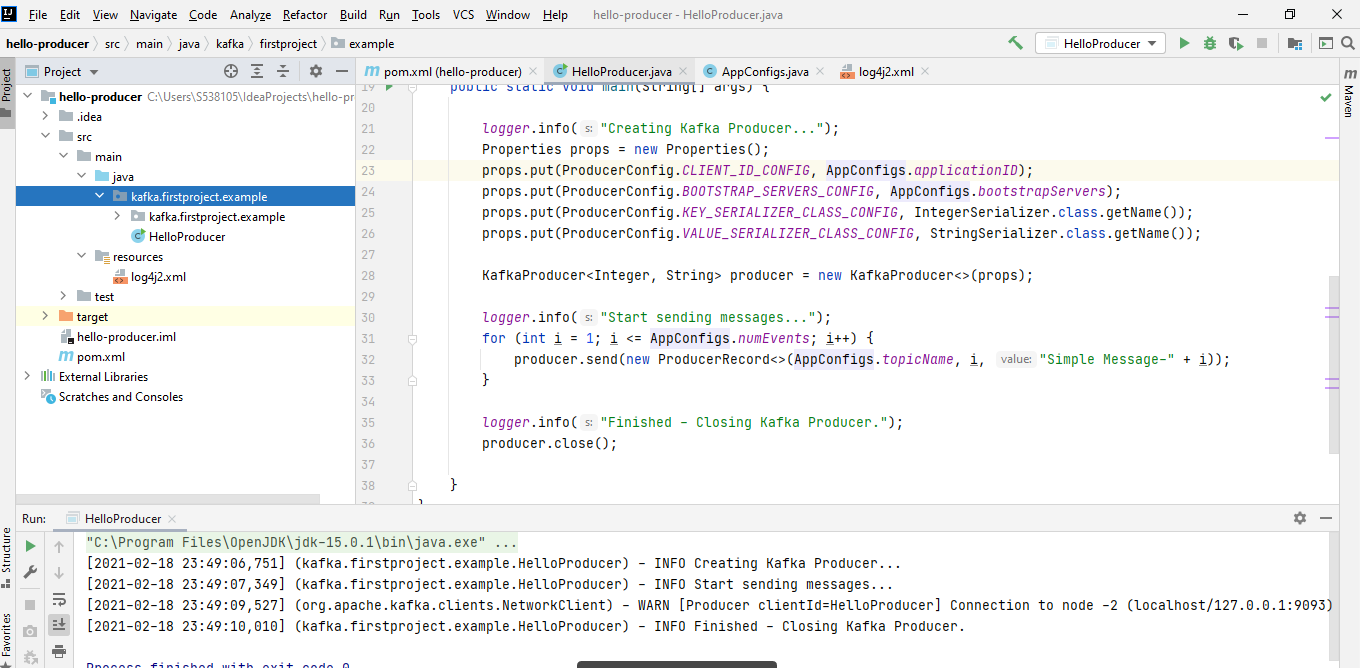 File Edit View Navigate Code Analyze Refactor Build Run Tools VCS Window Help hello-producer - HelloProducer.java
hello-producer src main java kafka firstproject example HelloProducer
Project pom.xml (hello-producer) HelloProducer.java AppConfigs.java log4j2.xml
Project
Maven
hello-producer C:\Users\S538105\IdeaProjects\hello-pr
.idea
src
main
java
kafka.firstproject.example
kafka.firstproject.example
HelloProducer
resources
log4j2.xml
test
target
hello-producer.iml
pom.xml
External Libraries
Scratches and Consoles
19 public static void main(String[] args) {
20
21 logger.info( s: "Creating Kafka Producer...");
22 Properties props = new Properties();
23 props.put(ProducerConfig.CLIENT_ID_CONFIG, AppConfigs.applicationID);
24 props.put(ProducerConfig.BOOTSTRAP_SERVERS_CONFIG, AppConfigs.bootstrapServers);
25 props.put(ProducerConfig.KEY_SERIALIZER_CLASS_CONFIG, IntegerSerializer.class.getName());
26 props.put(ProducerConfig.VALUE_SERIALIZER_CLASS_CONFIG, StringSerializer.class.getName());
27
28 KafkaProducer<Integer, String> producer = new KafkaProducer<>(props);
29
30 logger.info( s: "Start sending messages...");
31 for (int i = 1; i <= AppConfigs.numEvents; i++) {
32 producer.send(new ProducerRecord<>(AppConfigs.topicName, i, value: "Simple Message-" + i));
33 }
34
35 logger.info( s: "Finished - Closing Kafka Producer.");
36 producer.close();
37
38 }
Run: HelloProducer
Structure
Favorites
"C:\Program Files\OpenJDK\jdk-15.0.1\bin\java.exe" ...
[2021-02-18 23:49:06,751] (kafka.firstproject.example.HelloProducer) - INFO Creating Kafka Producer...
[2021-02-18 23:49:07,349] (kafka.firstproject.example.HelloProducer) - INFO Start sending messages...
[2021-02-18 23:49:09,527] (org.apache.kafka.clients.NetworkClient) - WARN [Producer clientId=HelloProducer] Connection to node -2 (localhost/127.0.0.1:9093)
[2021-02-18 23:49:10,010] (kafka.firstproject.example.HelloProducer) - INFO Finished - Closing Kafka Producer.
Process finished with exit code 0